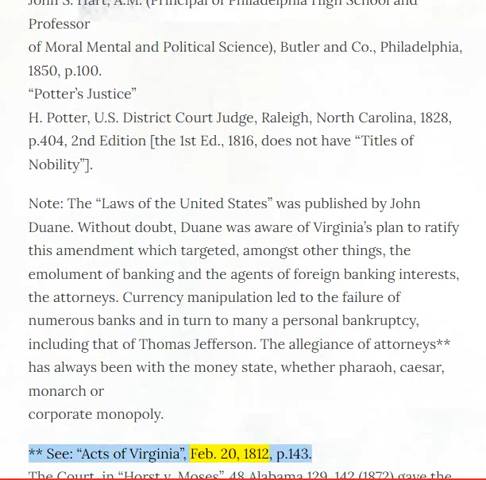 John S. Hart, A.M. (Principal of Philadelphia High School and
Professor
of Moral Mental and Political Science), Butler and Co., Philadelphia,
1850, p.100.
“Potter’s Justice”
H. Potter, U.S. District Court Judge, Raleigh, North Carolina, 1828,
p.404, 2nd Edition [the 1st Ed., 1816, does not have “Titles of
Nobility”].
Note: The “Laws of the United States” was published by John
Duane. Without doubt, Duane was aware of Virginia’s plan to ratify
this amendment which targeted, amongst other things, the
emolument of banking and the agents of foreign banking interests,
the attorneys. Currency manipulation led to the failure of
numerous banks and in turn to many a personal bankruptcy,
including that of Thomas Jefferson. The allegiance of attorneys**
has always been with the money state, whether pharaoh, caesar,
monarch or
corporate monopoly.
** See: “Acts of Virginia”, Feb. 20, 1812, p.143.
The Court, in “Horst v. Moses”, 48 Alabama 129, 142 (1872) gave the